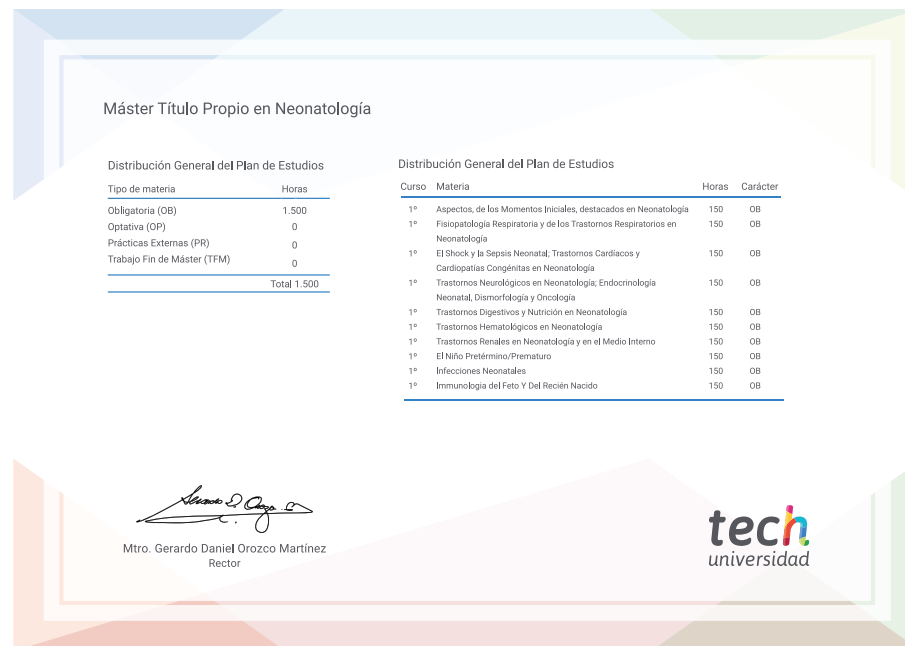 Máster Título Propio en Neonatología
Distribución General del Plan de Estudios
Tipo de materia Horas
Obligatoria (OB) 1.500
Optativa (OP) 0
Prácticas Externas (PR) 0
Trabajo Fin de Máster (TFM) 0
Total 1.500
Distribución General del Plan de Estudios
Curso Materia Horas Carácter
1º Aspectos, de los Momentos Iniciales, destacados en Neonatología 150 OB
1º Fisiopatología Respiratoria y de los Trastornos Respiratorios en 150 OB
Neonatología
1º El Shock y la Sepsis Neonatal; Trastornos Cardíacos y 150 OB
Cardiopatías Congénitas en Neonatología
1º Trastornos Neurológicos en Neonatología; Endocrinología 150 OB
Neonatal, Dismorfología y Oncología
1º Trastornos Digestivos y Nutrición en Neonatología 150 OB
1º Trastornos Hematológicos en Neonatología 150 OB
1º Trastornos Renales en Neonatología y en el Medio Interno 150 OB
1º El Niño Pretérmino/Prematuro 150 OB
1º Infecciones Neonatales 150 OB
1º Immunologia del Feto Y Del Recién Nacido 150 OB
Mtro. Gerardo Daniel Orozco Martínez
Rector
tech
universidad